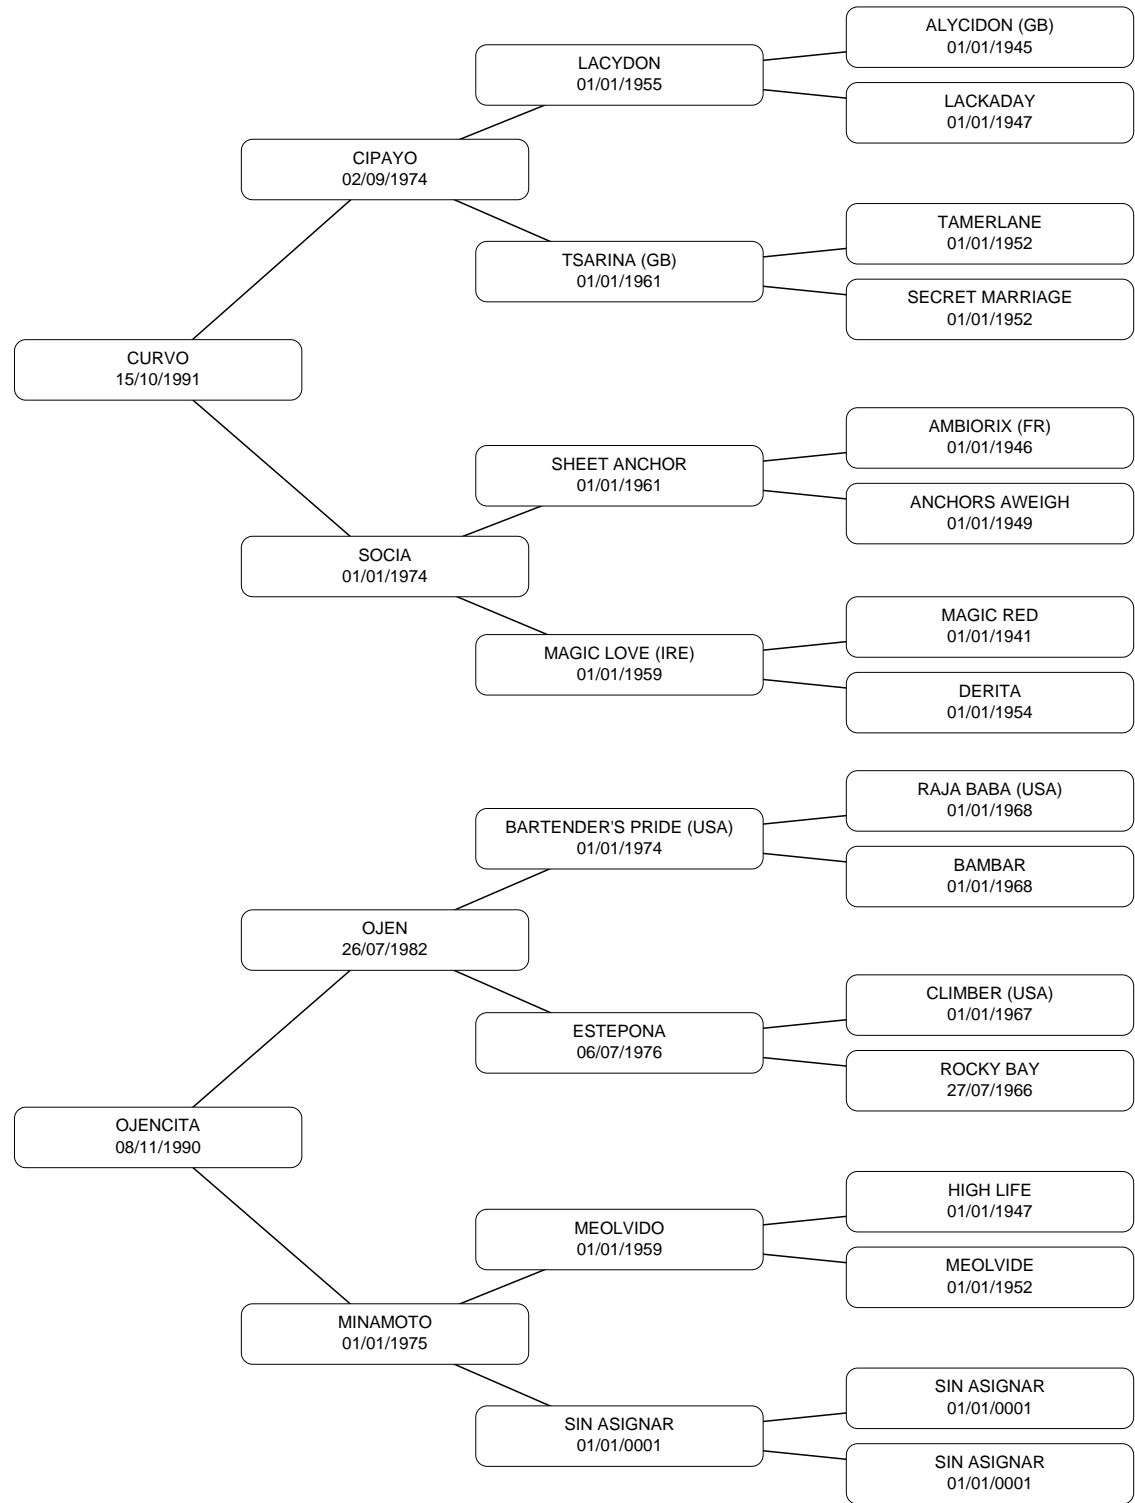 ALYCIDON (GB)
01/01/1945
LACYDON
01/01/1955
LACKADAY
01/01/1947
CIPAYO
02/09/1974
TAMERLANE
01/01/1952
TSARINA (GB)
01/01/1961
SECRET MARRIAGE
01/01/1952
CURVO
15/10/1991
AMBIORIX (FR)
01/01/1946
SHEET ANCHOR
01/01/1961
ANCHORS AWEIGH
01/01/1949
SOCIA
01/01/1974
MAGIC RED
01/01/1941
MAGIC LOVE (IRE)
01/01/1959
DERITA
01/01/1954
RAJA BABA (USA)
01/01/1968
BARTENDER'S PRIDE (USA)
01/01/1974
BAMBAR
01/01/1968
OJEN
26/07/1982
CLIMBER (USA)
01/01/1967
ESTEPONA
06/07/1976
ROCKY BAY
27/07/1966
OJENCITA
08/11/1990
HIGH LIFE
01/01/1947
MEOLVIDO
01/01/1959
MEOLVIDE
01/01/1952
MINAMOTO
01/01/1975
SIN ASIGNAR
01/01/0001
SIN ASIGNAR
01/01/0001
SIN ASIGNAR
01/01/0001